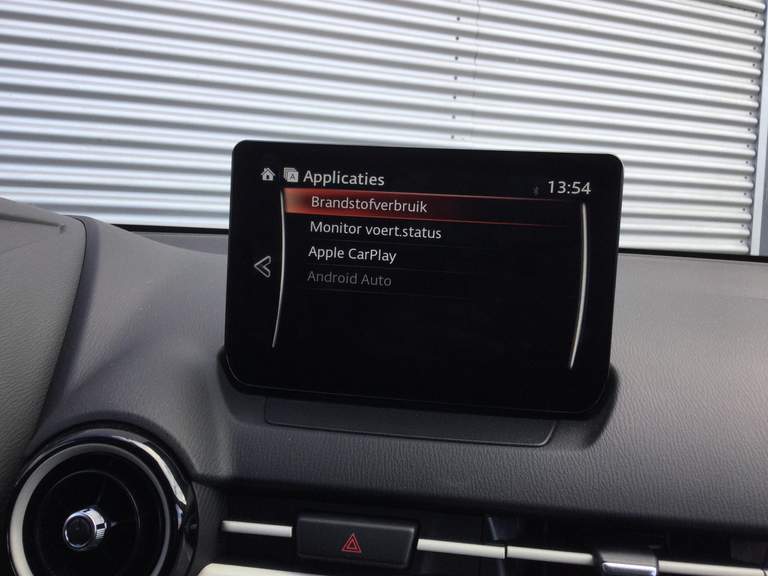 Applicaties
13:54
Brandstofverbruik
Monitor voert.status
Apple CarPlay
Android Auto